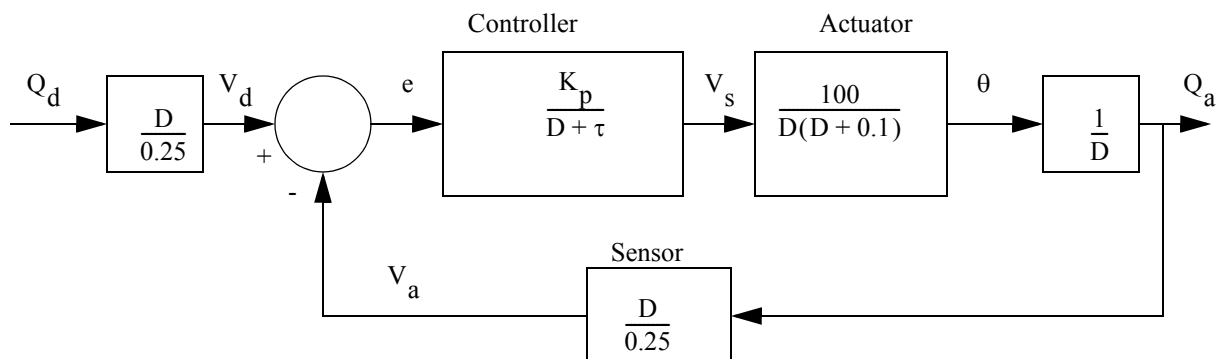 Controller
Actuator
Q_d
D
0.25
V_d
+
-
e
K_p
D + τ
V_s
100
D(D + 0.1)
θ
1
D
Q_a
Sensor
V_a
D
0.25